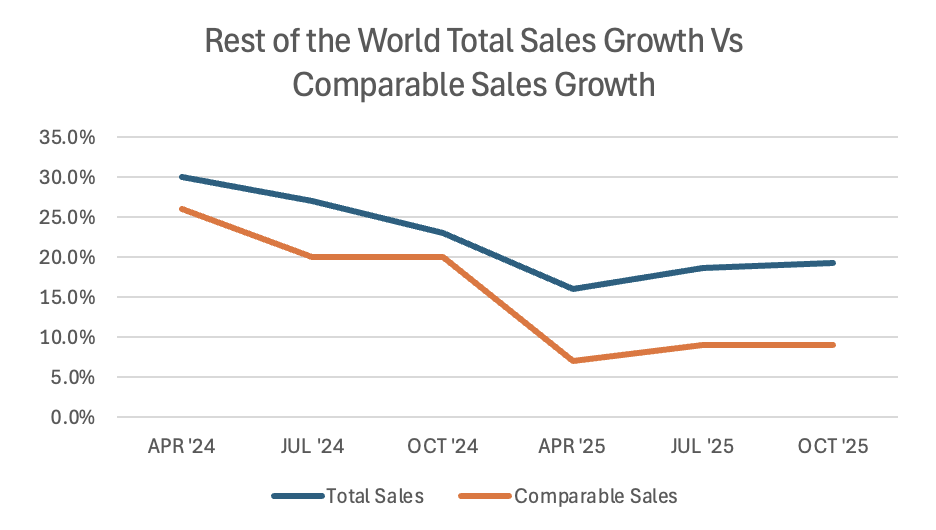 Rest of the World Total Sales Growth Vs
Comparable Sales Growth
35.0%
30.0%
25.0%
20.0%
15.0%
10.0%
5.0%
0.0%
APR '24 JUL '24 OCT '24 APR '25 JUL '25 OCT '25
Total Sales Comparable Sales